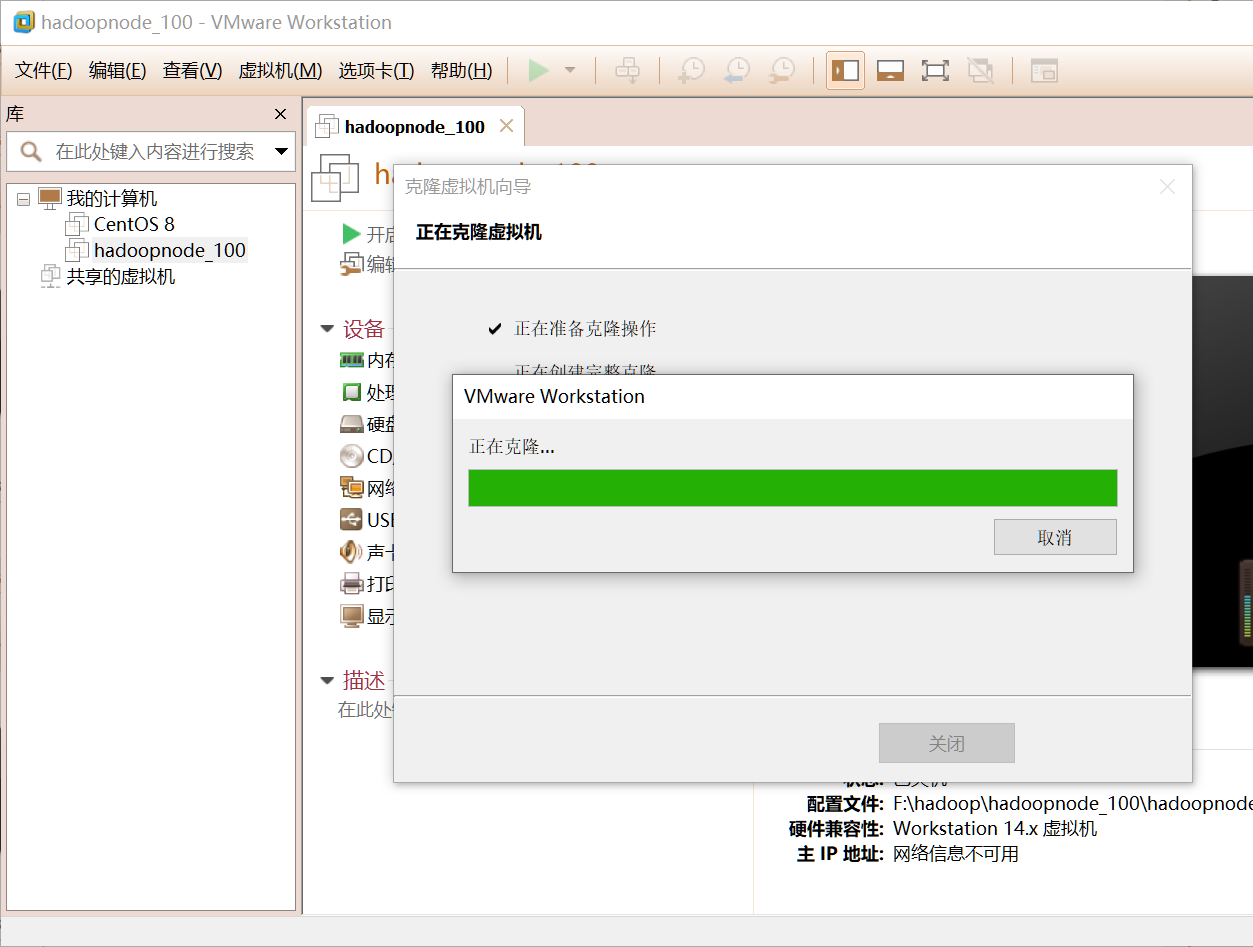 hadoopnode_100 - VMware Workstation
文件(F) 编辑(E) 查看(V) 虚拟机(M) 选项卡(T) 帮助(H)
库
hadoopnode_100
在此处键入内容进行搜索
我的计算机
CentOS 8
hadoopnode_100
共享的虚拟机
克隆虚拟机向导
正在克隆虚拟机
开启
编辑
正在准备克隆操作
正在创建完整克隆
设备
内存
处理
硬盘
CD
网络
USB
声卡
打印
显示
VMware Workstation
正在克隆...
取消
描述
在此处
关闭
状态: 已关机
配置文件: F:\hadoop\hadoopnode_100\hadoopnode
硬件兼容性: Workstation 14.x 虚拟机
主 IP 地址: 网络信息不可用